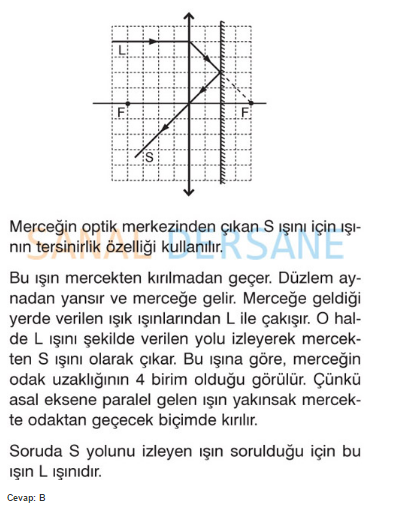 L
F
F
S
SANAL DERSANE
Merceğin optik merkezinden çıkan S ışını için ışı-
nın tersinirlik özelliği kullanılır.
Bu ışın mercekten kırılmadan geçer. Düzlem ay-
nadan yansır ve merceğe gelir. Merceğe geldiği
yerde verilen ışık ışınlarından L ile çakışır. O hal-
de L ışını şekilde verilen yolu izleyerek mercek-
ten S ışını olarak çıkar. Bu ışına göre, merceğin
odak uzaklığının 4 birim olduğu görülür. Çünkü
asal eksene paralel gelen ışın yakınsak mercek-
te odaktan geçecek biçimde kırılır.
Soruda S yolunu izleyen ışın sorulduğu için bu
ışın L ışınıdır.
Cevap: B